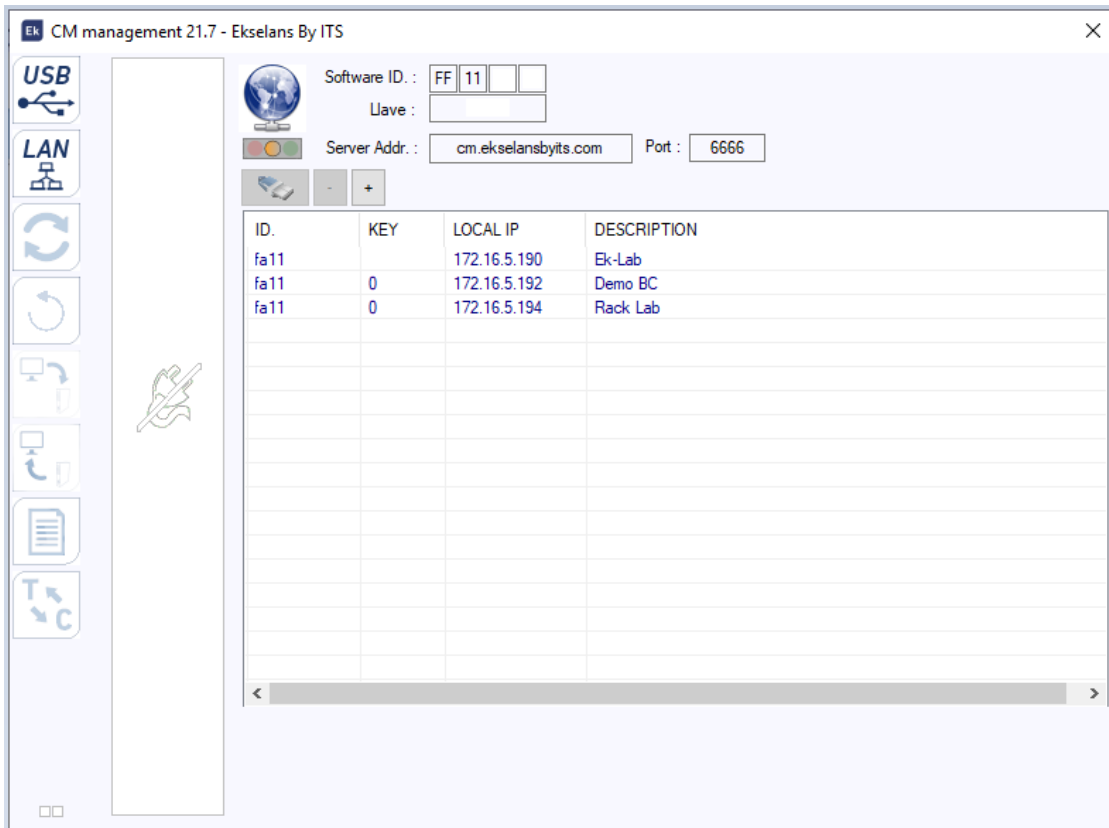 Ek CM management 21.7 - Ekselans By ITS
USB
LAN
T C
Software ID. : FF 11
Llave :
Server Addr. : cm.ekselansbyits.com Port : 6666
- +
ID. KEY LOCAL IP DESCRIPTION
fa11 172.16.5.190 Ek-Lab
fa11 0 172.16.5.192 Demo BC
fa11 0 172.16.5.194 Rack Lab